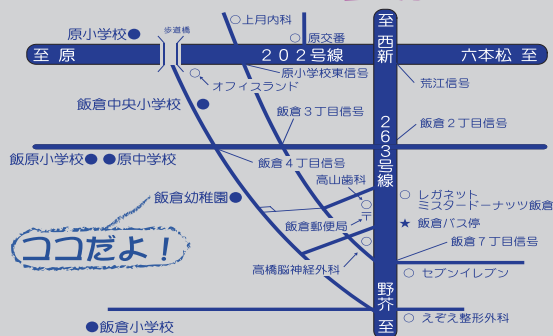 上月内科
至 西新
歩道橋
原小学校
原交番
至 原
202号線
六本松 至
オフィスランド
原小学校東信号
荒江信号
飯倉中央小学校
飯倉3丁目信号
263号線
飯倉2丁目信号
飯原小学校
原中学校
飯倉4丁目信号
高山歯科
飯倉幼稚園
レガネット
ミスタードーナッツ飯倉
〒
飯倉郵便局
★ 飯倉バス停
ココだよ!
飯倉7丁目信号
高橋脳神経外科
セブンイレブン
野芥 至
えぞえ整形外科
飯倉小学校